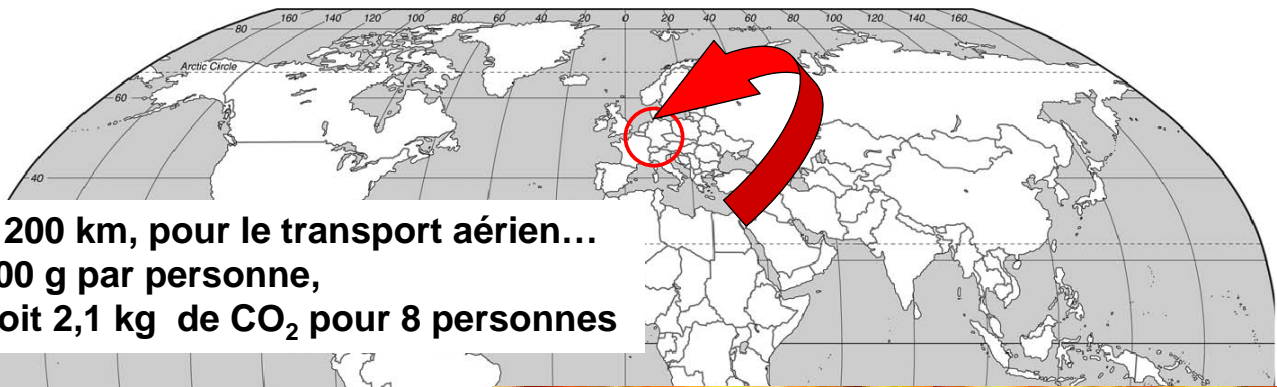 160 140 120 100 80 60 40 20 0 20 40 60 80 100 120 140 160
80
Arctic Circle
60
40
200 km, pour le transport aérien…
00 g par personne,
oit 2,1 kg de CO₂ pour 8 personnes